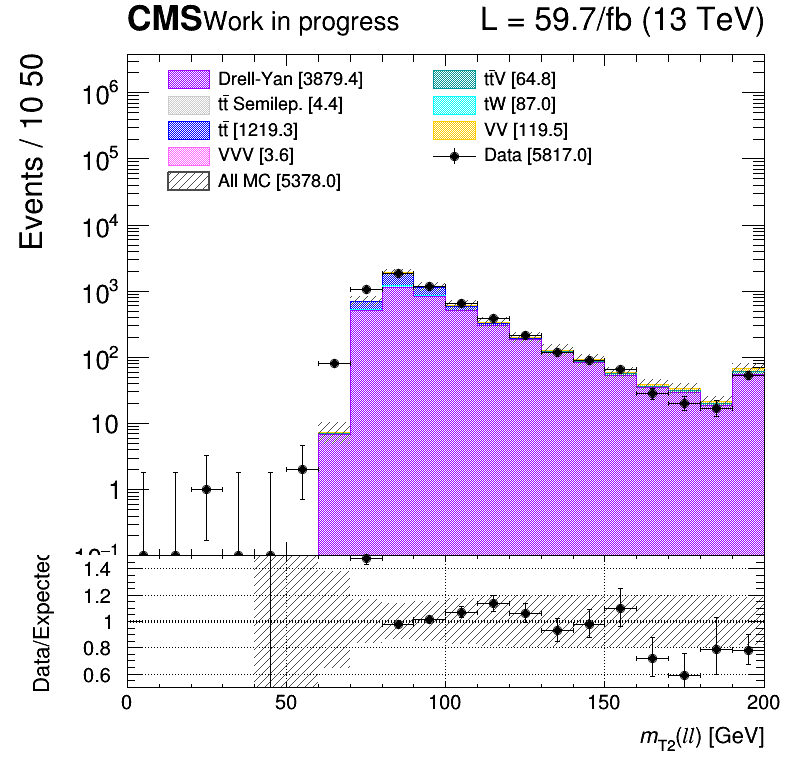 CMS Work in progress L = 59.7/fb (13 TeV)
Events / 10 50
Drell-Yan [3879.4]
tt̄ Semilep. [4.4]
tt̄ [1219.3]
VVV [3.6]
All MC [5378.0]
tt̄V [64.8]
tW [87.0]
VV [119.5]
Data [5817.0]
10⁶
10⁵
10⁴
10³
10²
10
1
10⁻¹
Data/Expected
1.4
1.2
1
0.8
0.6
0 50 100 150 200
m_T2(ll) [GeV]